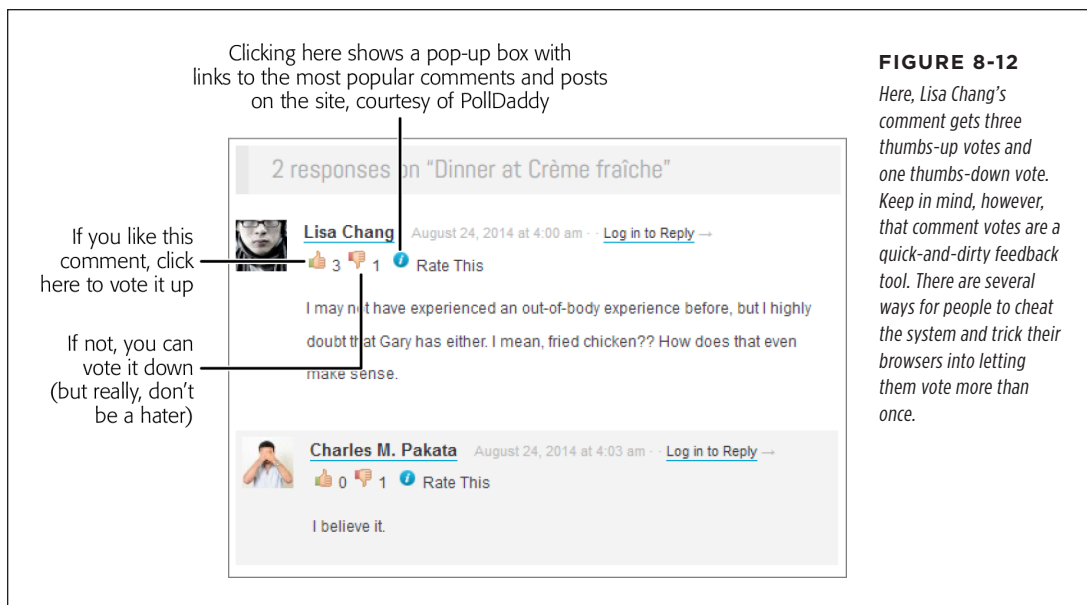 Clicking here shows a pop-up box with
links to the most popular comments and posts
on the site, courtesy of PollDaddy
2 responses on “Dinner at Crème fraîche”
Lisa Chang August 24, 2014 at 4:00 am · · Log in to Reply →
3 1 Rate This
I may not have experienced an out-of-body experience before, but I highly
doubt that Gary has either. I mean, fried chicken?? How does that even
make sense.
Charles M. Pakata August 24, 2014 at 4:03 am · · Log in to Reply →
0 1 Rate This
I believe it.
If you like this
comment, click
here to vote it up
If not, you can
vote it down
(but really, don’t
be a hater)
FIGURE 8-12
Here, Lisa Chang’s
comment gets three
thumbs-up votes and
one thumbs-down vote.
Keep in mind, however,
that comment votes are a
quick-and-dirty feedback
tool. There are several
ways for people to cheat
the system and trick their
browsers into letting
them vote more than
once.